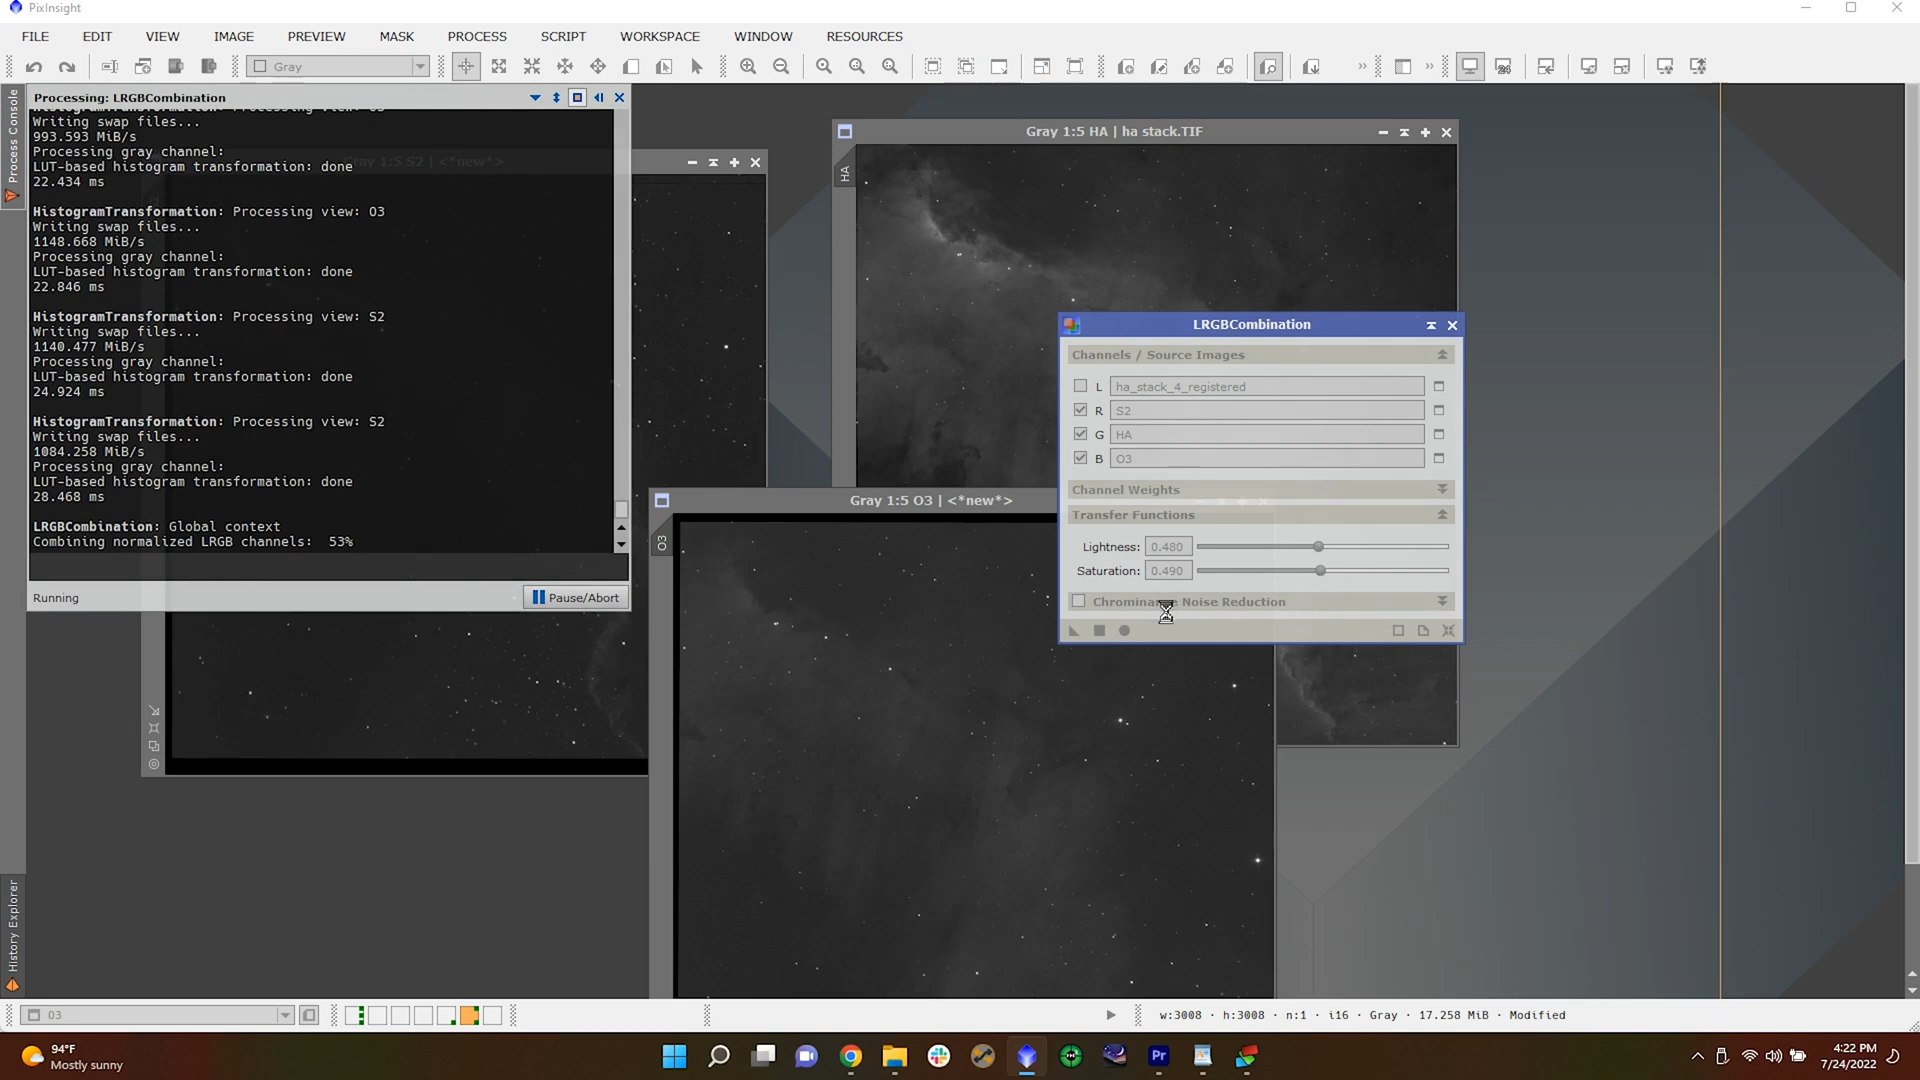 PixInsight
FILE EDIT VIEW IMAGE PREVIEW MASK PROCESS SCRIPT WORKSPACE WINDOW RESOURCES
Gray
Process Console
Processing: LRGBCombination
Writing swap files...
993.593 MiB/s
Processing gray channel:
LUT-based histogram transformation: done
22.434 ms
HistogramTransformation: Processing view: O3
Writing swap files...
1148.668 MiB/s
Processing gray channel:
LUT-based histogram transformation: done
22.846 ms
HistogramTransformation: Processing view: S2
Writing swap files...
1140.477 MiB/s
Processing gray channel:
LUT-based histogram transformation: done
24.924 ms
HistogramTransformation: Processing view: S2
Writing swap files...
1084.258 MiB/s
Processing gray channel:
LUT-based histogram transformation: done
28.468 ms
LRGBCombination: Global context
Combining normalized LRGB channels: 53%
Running
Pause/Abort
Gray 1:5 S2 | <*new*>
Gray 1:5 HA | ha stack.TIF
HA
Gray 1:5 O3 | <*new*>
O3
LRGBCombination
Channels / Source Images
L ha_stack_4_registered
R S2
G HA
B O3
Channel Weights
Transfer Functions
Lightness: 0.480
Saturation: 0.490
Noise Reduction
History Explorer
O3
w:3008 · h:3008 · n:1 · i16 · Gray · 17.258 MiB · Modified
94°F
Mostly sunny
Pr
4:22 PM
7/24/2022